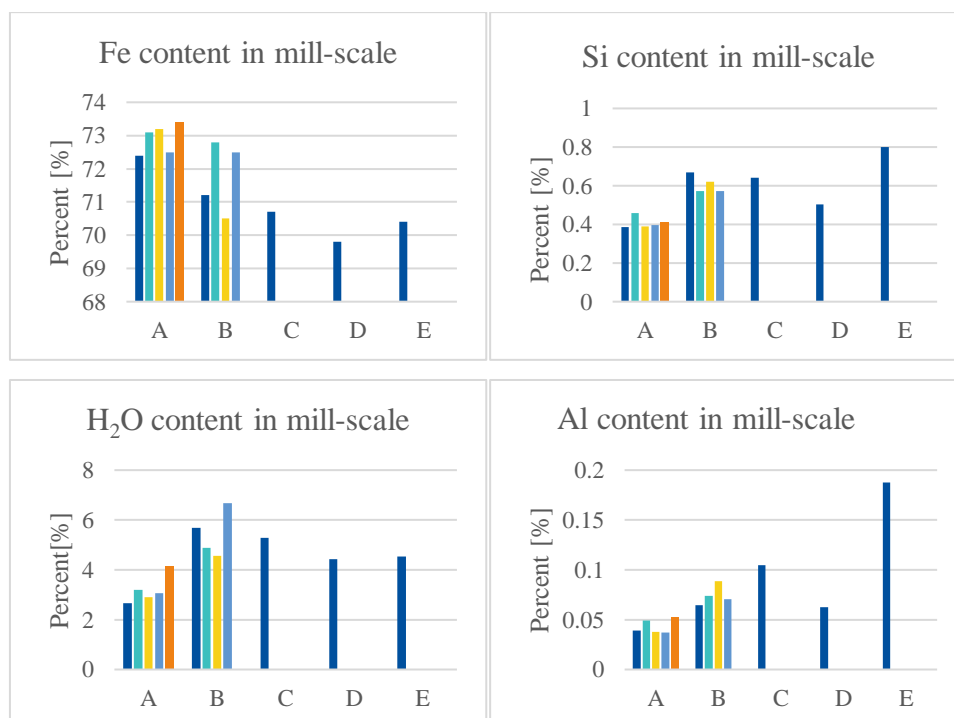 Fe content in mill-scale
Percent [%]
74
73
72
71
70
69
68
A B C D E
Si content in mill-scale
Percent [%]
1
0.8
0.6
0.4
0.2
0
A B C D E
H₂O content in mill-scale
Percent[%]
8
6
4
2
0
A B C D E
Al content in mill-scale
Percent [%]
0.2
0.15
0.1
0.05
0
A B C D E